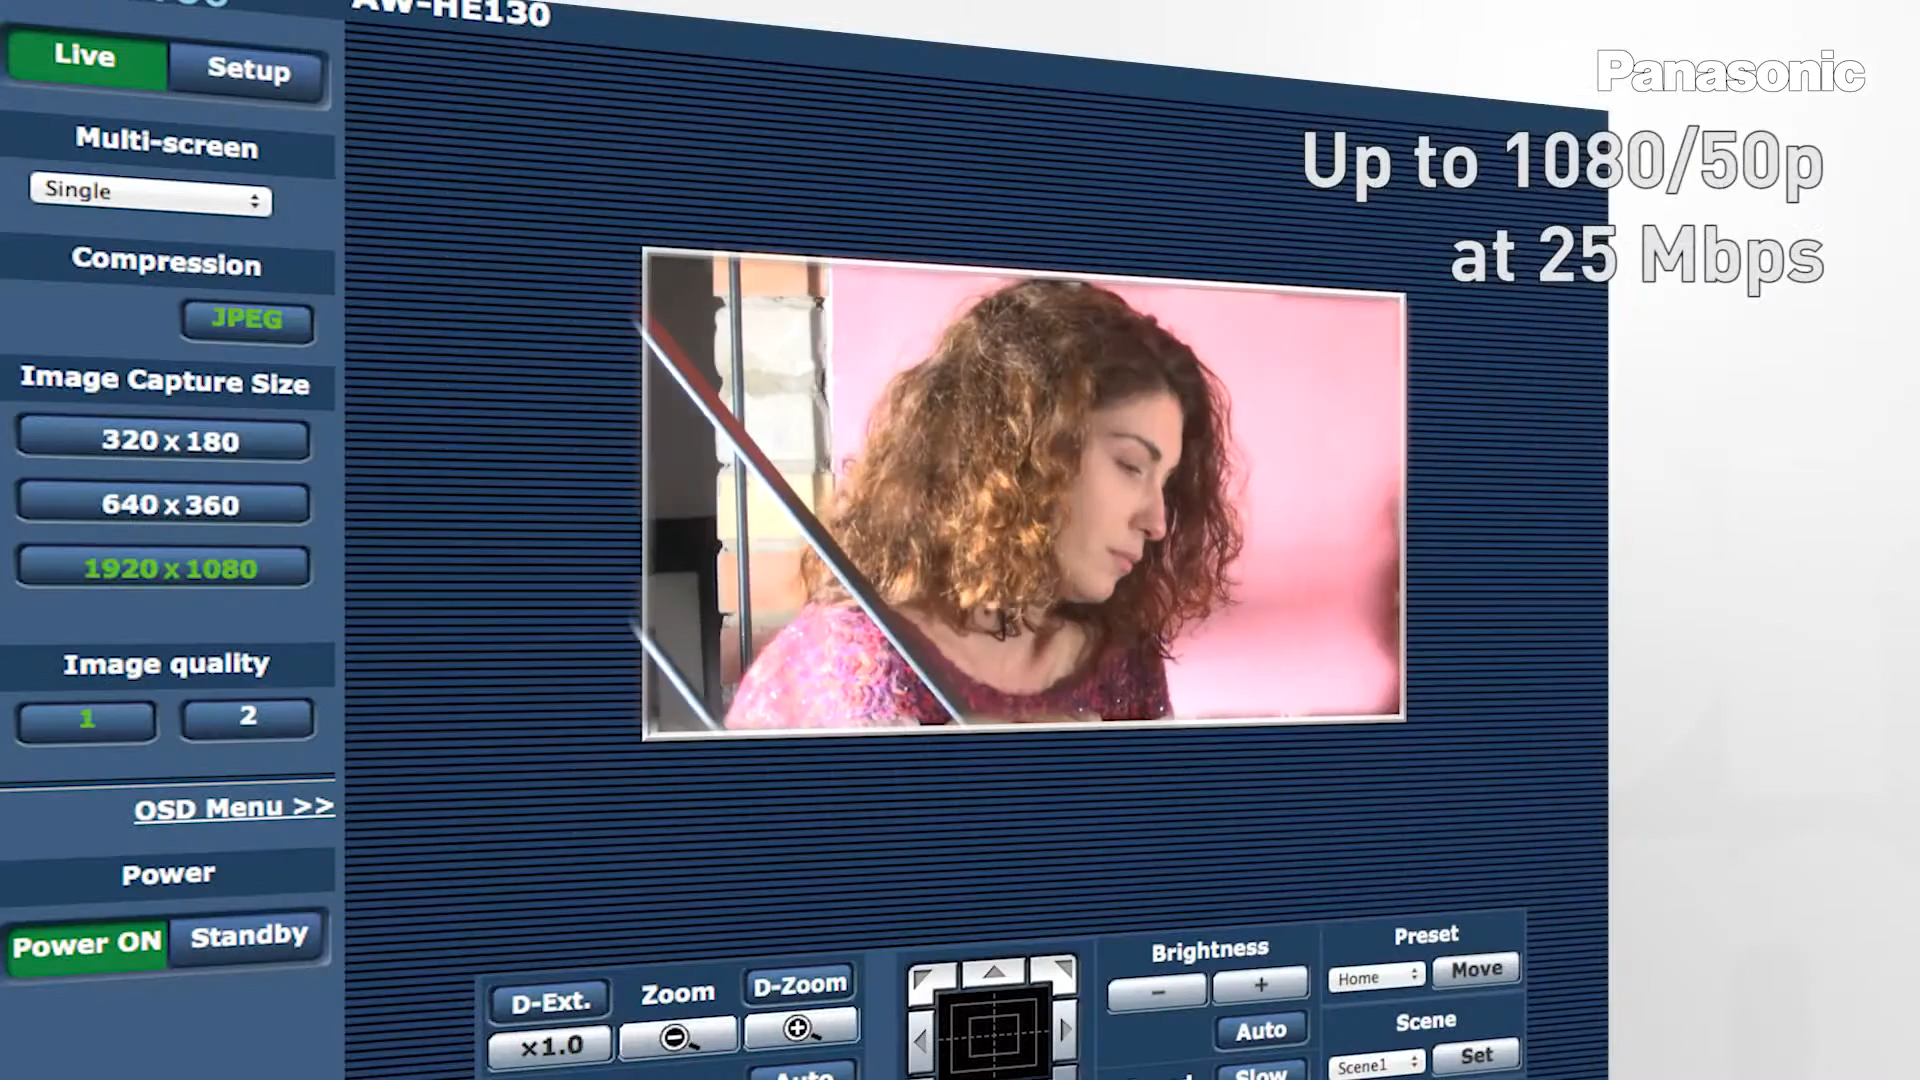 AW-HE130
Live
Setup
Multi-screen
Single
Compression
JPEG
Image Capture Size
320 x 180
640 x 360
1920 x 1080
Image quality
1
2
OSD Menu >>
Power
Power ON
Standby
Panasonic
Up to 1080/50p
at 25 Mbps
D-Ext.
Zoom
D-Zoom
x1.0
Auto
Brightness
−
+
Auto
Slow
Preset
Home
Move
Scene
Scene1
Set